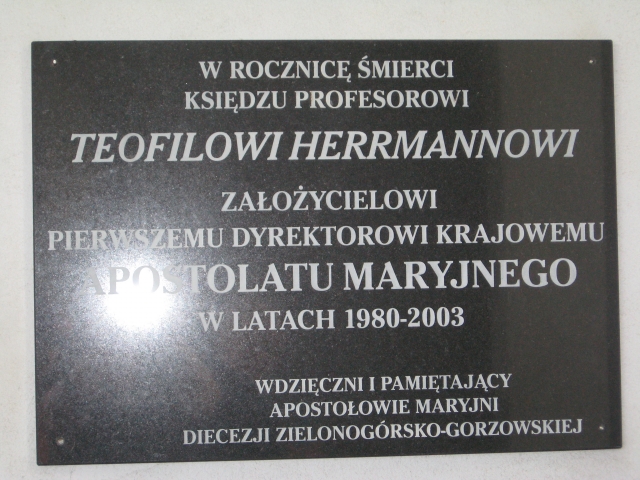 W ROCZNICĘ ŚMIERCI
KSIĘDZU PROFESOROWI
TEOFILOWI HERRMANNOWI
ZAŁOŻYCIELOWI
PIERWSZEMU DYREKTOROWI KRAJOWEMU
APOSTOLATU MARYJNEGO
W LATACH 1980-2003
WDZIĘCZNI I PAMIĘTAJĄCY
APOSTOŁOWIE MARYJNI
DIECEZJI ZIELONOGÓRSKO-GORZOWSKIEJ